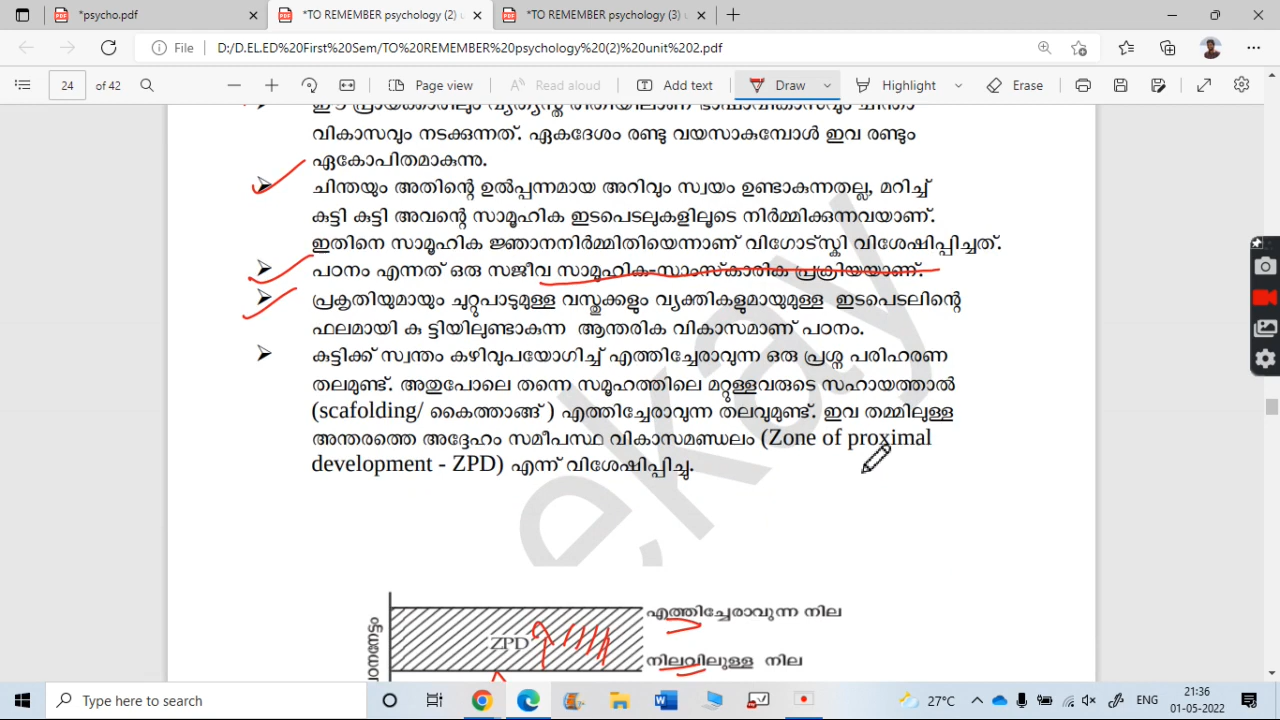 *psycho.pdf
*TO REMEMBER psychology (2) u
*TO REMEMBER psychology (3) u
File D:/D.EL.ED%20First%20Sem/TO%20REMEMBER%20psychology%20(2)%20unit%202.pdf
24 of 42 Page view Read aloud Add text Draw Highlight Erase
ഈ പ്രായക്കാരിലും വ്യത്യസ്ത രീതിയിലാണ് ഭാഷാവികാസവും ചിന്താ
വികാസവും നടക്കുന്നത്. ഏകദേശം രണ്ടു വയസാകുമ്പോൾ ഇവ രണ്ടും
ഏകോപിതമാകുന്നു.
➢ ചിന്തയും അതിന്റെ ഉൽപ്പന്നമായ അറിവും സ്വയം ഉണ്ടാകുന്നതല്ല, മറിച്ച്
കുട്ടി കുട്ടി അവന്റെ സാമൂഹിക ഇടപെടലുകളിലൂടെ നിർമ്മിക്കുന്നവയാണ്.
ഇതിനെ സാമൂഹിക ജ്ഞാനനിർമ്മിതിയെന്നാണ് വിഗോട്സ്കി വിശേഷിപ്പിച്ചത്.
➢ പഠനം എന്നത് ഒരു സജീവ സാമൂഹിക-സാംസ്കാരിക പ്രക്രിയയാണ്.
➢ പ്രകൃതിയുമായും ചുറ്റുപാടുമുള്ള വസ്തുക്കളും വ്യക്തികളുമായുമുള്ള ഇടപെടലിന്റെ
ഫലമായി കു ട്ടിയിലുണ്ടാകുന്ന ആന്തരിക വികാസമാണ് പഠനം.
➢ കുട്ടിക്ക് സ്വന്തം കഴിവുപയോഗിച്ച് എത്തിച്ചേരാവുന്ന ഒരു പ്രശ്ന പരിഹരണ
തലമുണ്ട്. അതുപോലെ തന്നെ സമൂഹത്തിലെ മറ്റുള്ളവരുടെ സഹായത്താൽ
(scafolding/ കൈത്താങ്ങ് ) എത്തിച്ചേരാവുന്ന തലവുമുണ്ട്. ഇവ തമ്മിലുള്ള
അന്തരത്തെ അദ്ദേഹം സമീപസ്ഥ വികാസമണ്ഡലം (Zone of proximal
development - ZPD) എന്ന് വിശേഷിപ്പിച്ചു.
എത്തിച്ചേരാവുന്ന നില
ZPD
നിലവിലുള്ള നില
Type here to search
27°C ENG 21:36
01-05-2022